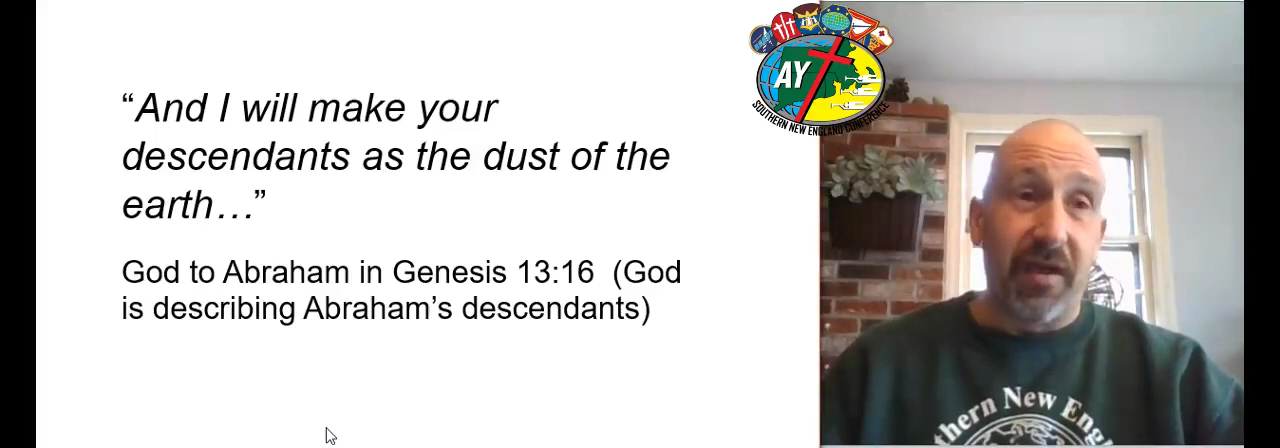 “And I will make your
descendants as the dust of the
earth…”
God to Abraham in Genesis 13:16 (God
is describing Abraham’s descendants)
AY
SOUTHERN NEW ENGLAND CONFERENCE
thern New Eng